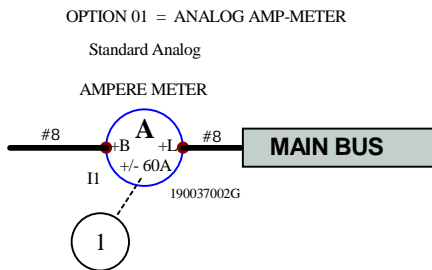 OPTION 01 = ANALOG AMP-METER
Standard Analog
AMPERE METER
#8
A
+B
+L
+/- 60A
#8
MAIN BUS
I1
190037002G
1